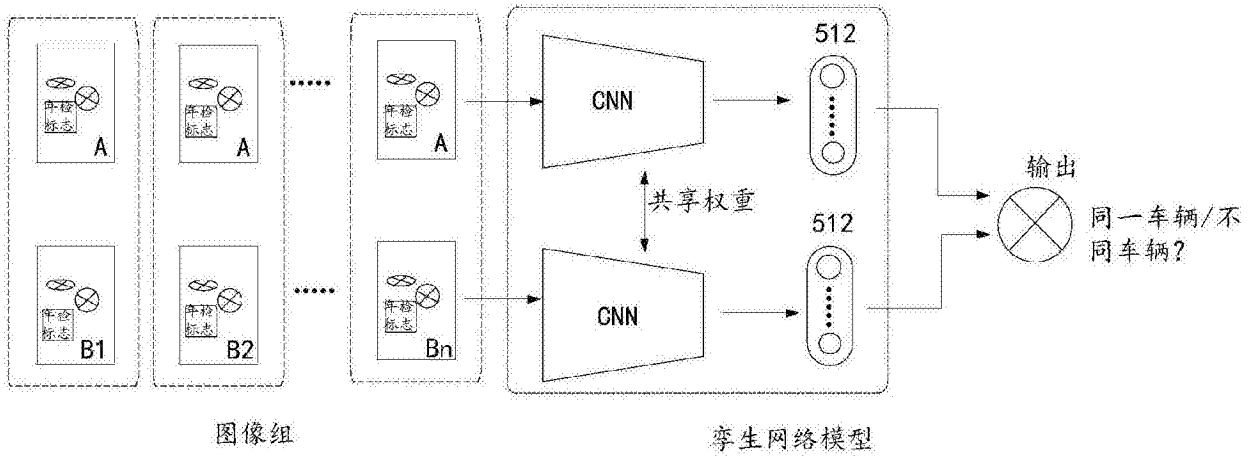 512
年检
标志
A
年检
标志
A
年检
标志
A
CNN
共享权重
输出
同一车辆/不
同车辆?
512
年检
标志
B1
年检
标志
B2
年检
标志
Bn
CNN
图像组
孪生网络模型